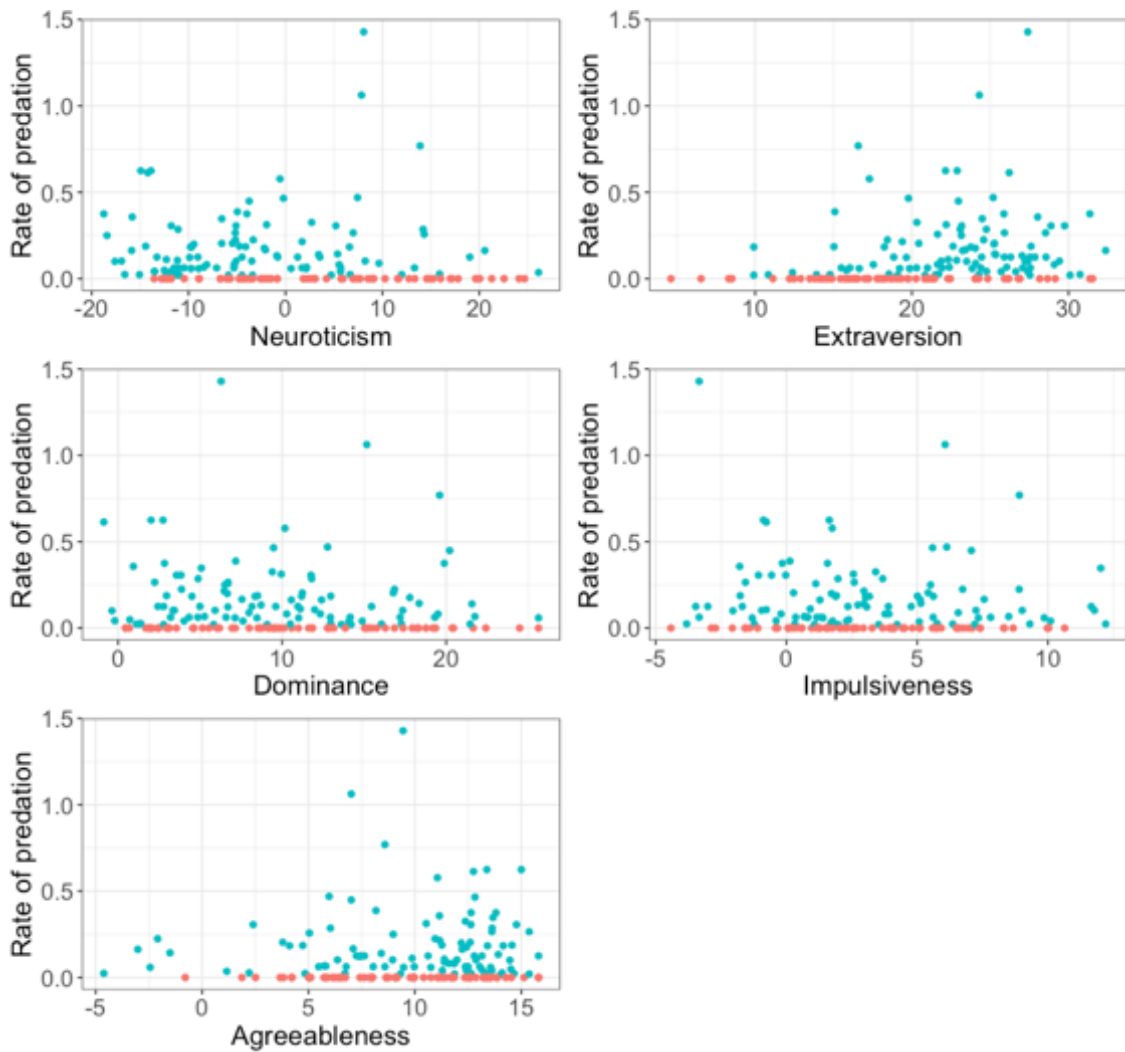 1.5
1.0
0.5
0.0
Rate of predation
-20 -10 0 10 20
Neuroticism
1.5
1.0
0.5
0.0
Rate of predation
10 20 30
Extraversion
1.5
1.0
0.5
0.0
Rate of predation
0 10 20
Dominance
1.5
1.0
0.5
0.0
Rate of predation
-5 0 5 10
Impulsiveness
1.5
1.0
0.5
0.0
Rate of predation
-5 0 5 10 15
Agreeableness